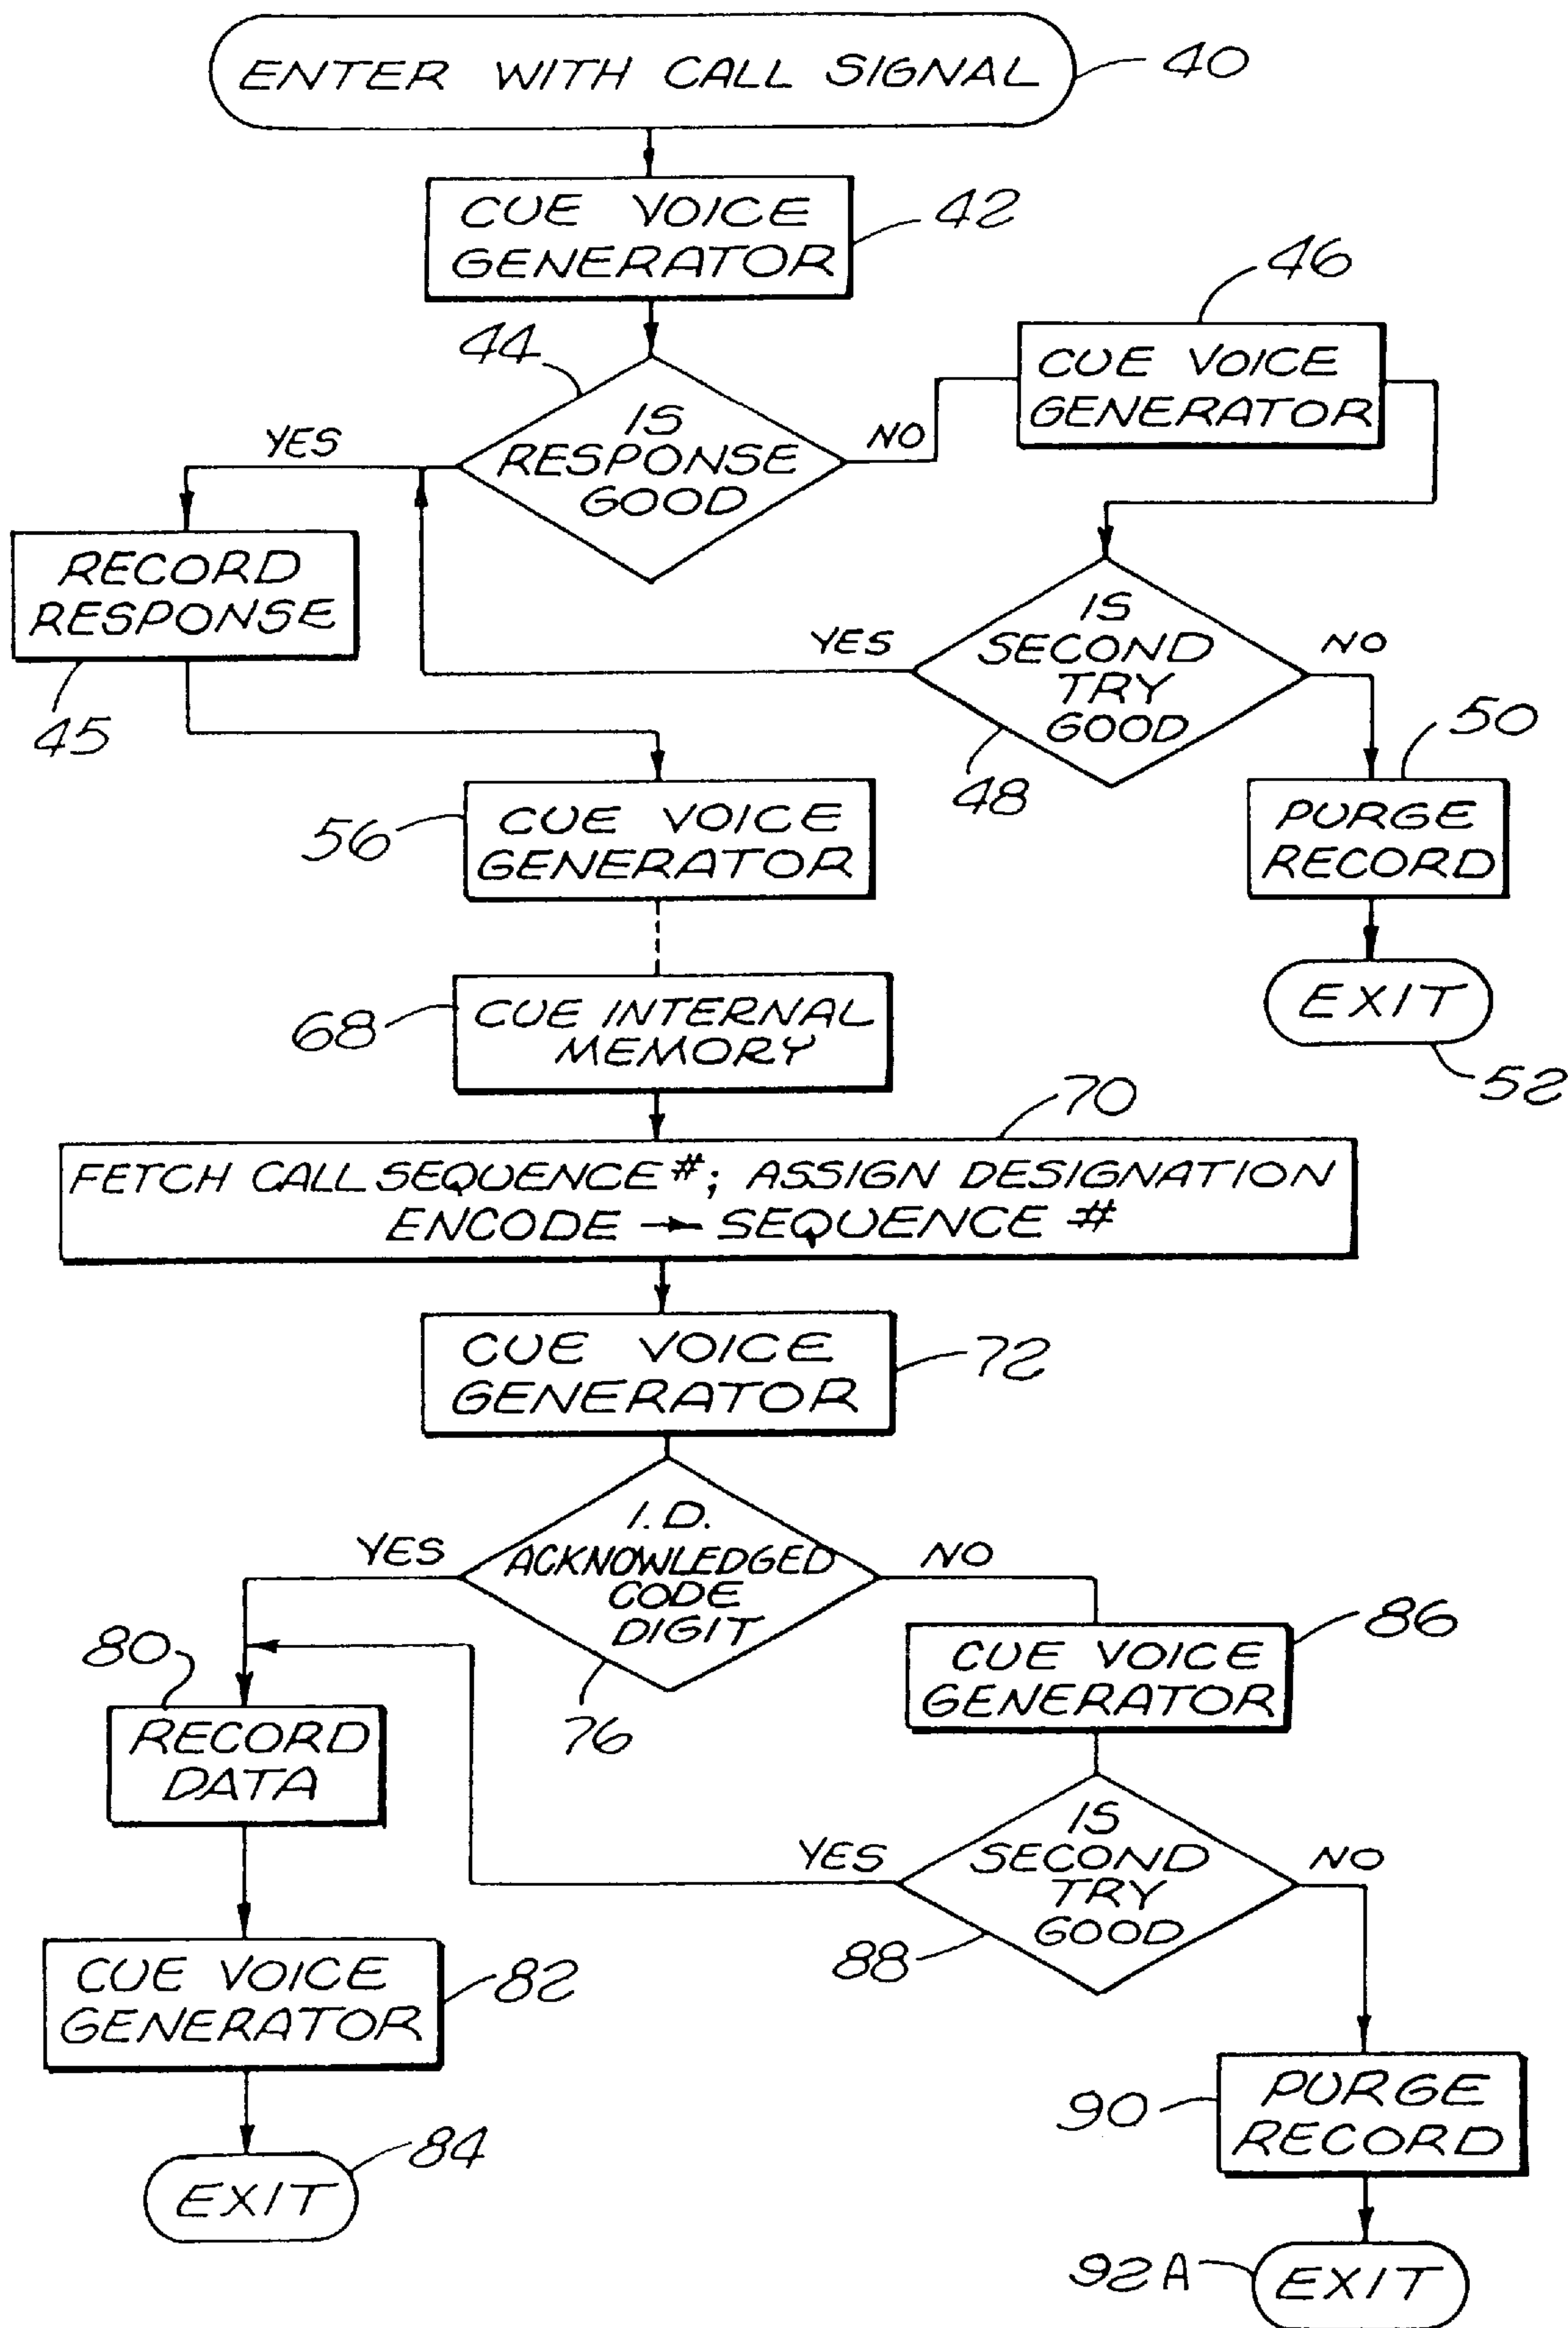 ENTER WITH CALL SIGNAL
40
CUE VOICE
GENERATOR
42
44
IS
RESPONSE
GOOD
YES
NO
46
CUE VOICE
GENERATOR
RECORD
RESPONSE
45
YES
IS
SECOND
TRY
GOOD
NO
48
50
PURGE
RECORD
EXIT
52
56
CUE VOICE
GENERATOR
68
CUE INTERNAL
MEMORY
70
FETCH CALL SEQUENCE #; ASSIGN DESIGNATION
ENCODE → SEQUENCE #
CUE VOICE
GENERATOR
72
YES
I.D.
ACKNOWLEDGED
CODE
DIGIT
NO
76
80
RECORD
DATA
86
CUE VOICE
GENERATOR
YES
IS
SECOND
TRY
GOOD
NO
88
CUE VOICE
GENERATOR
82
EXIT
84
90
PURGE
RECORD
92A
EXIT